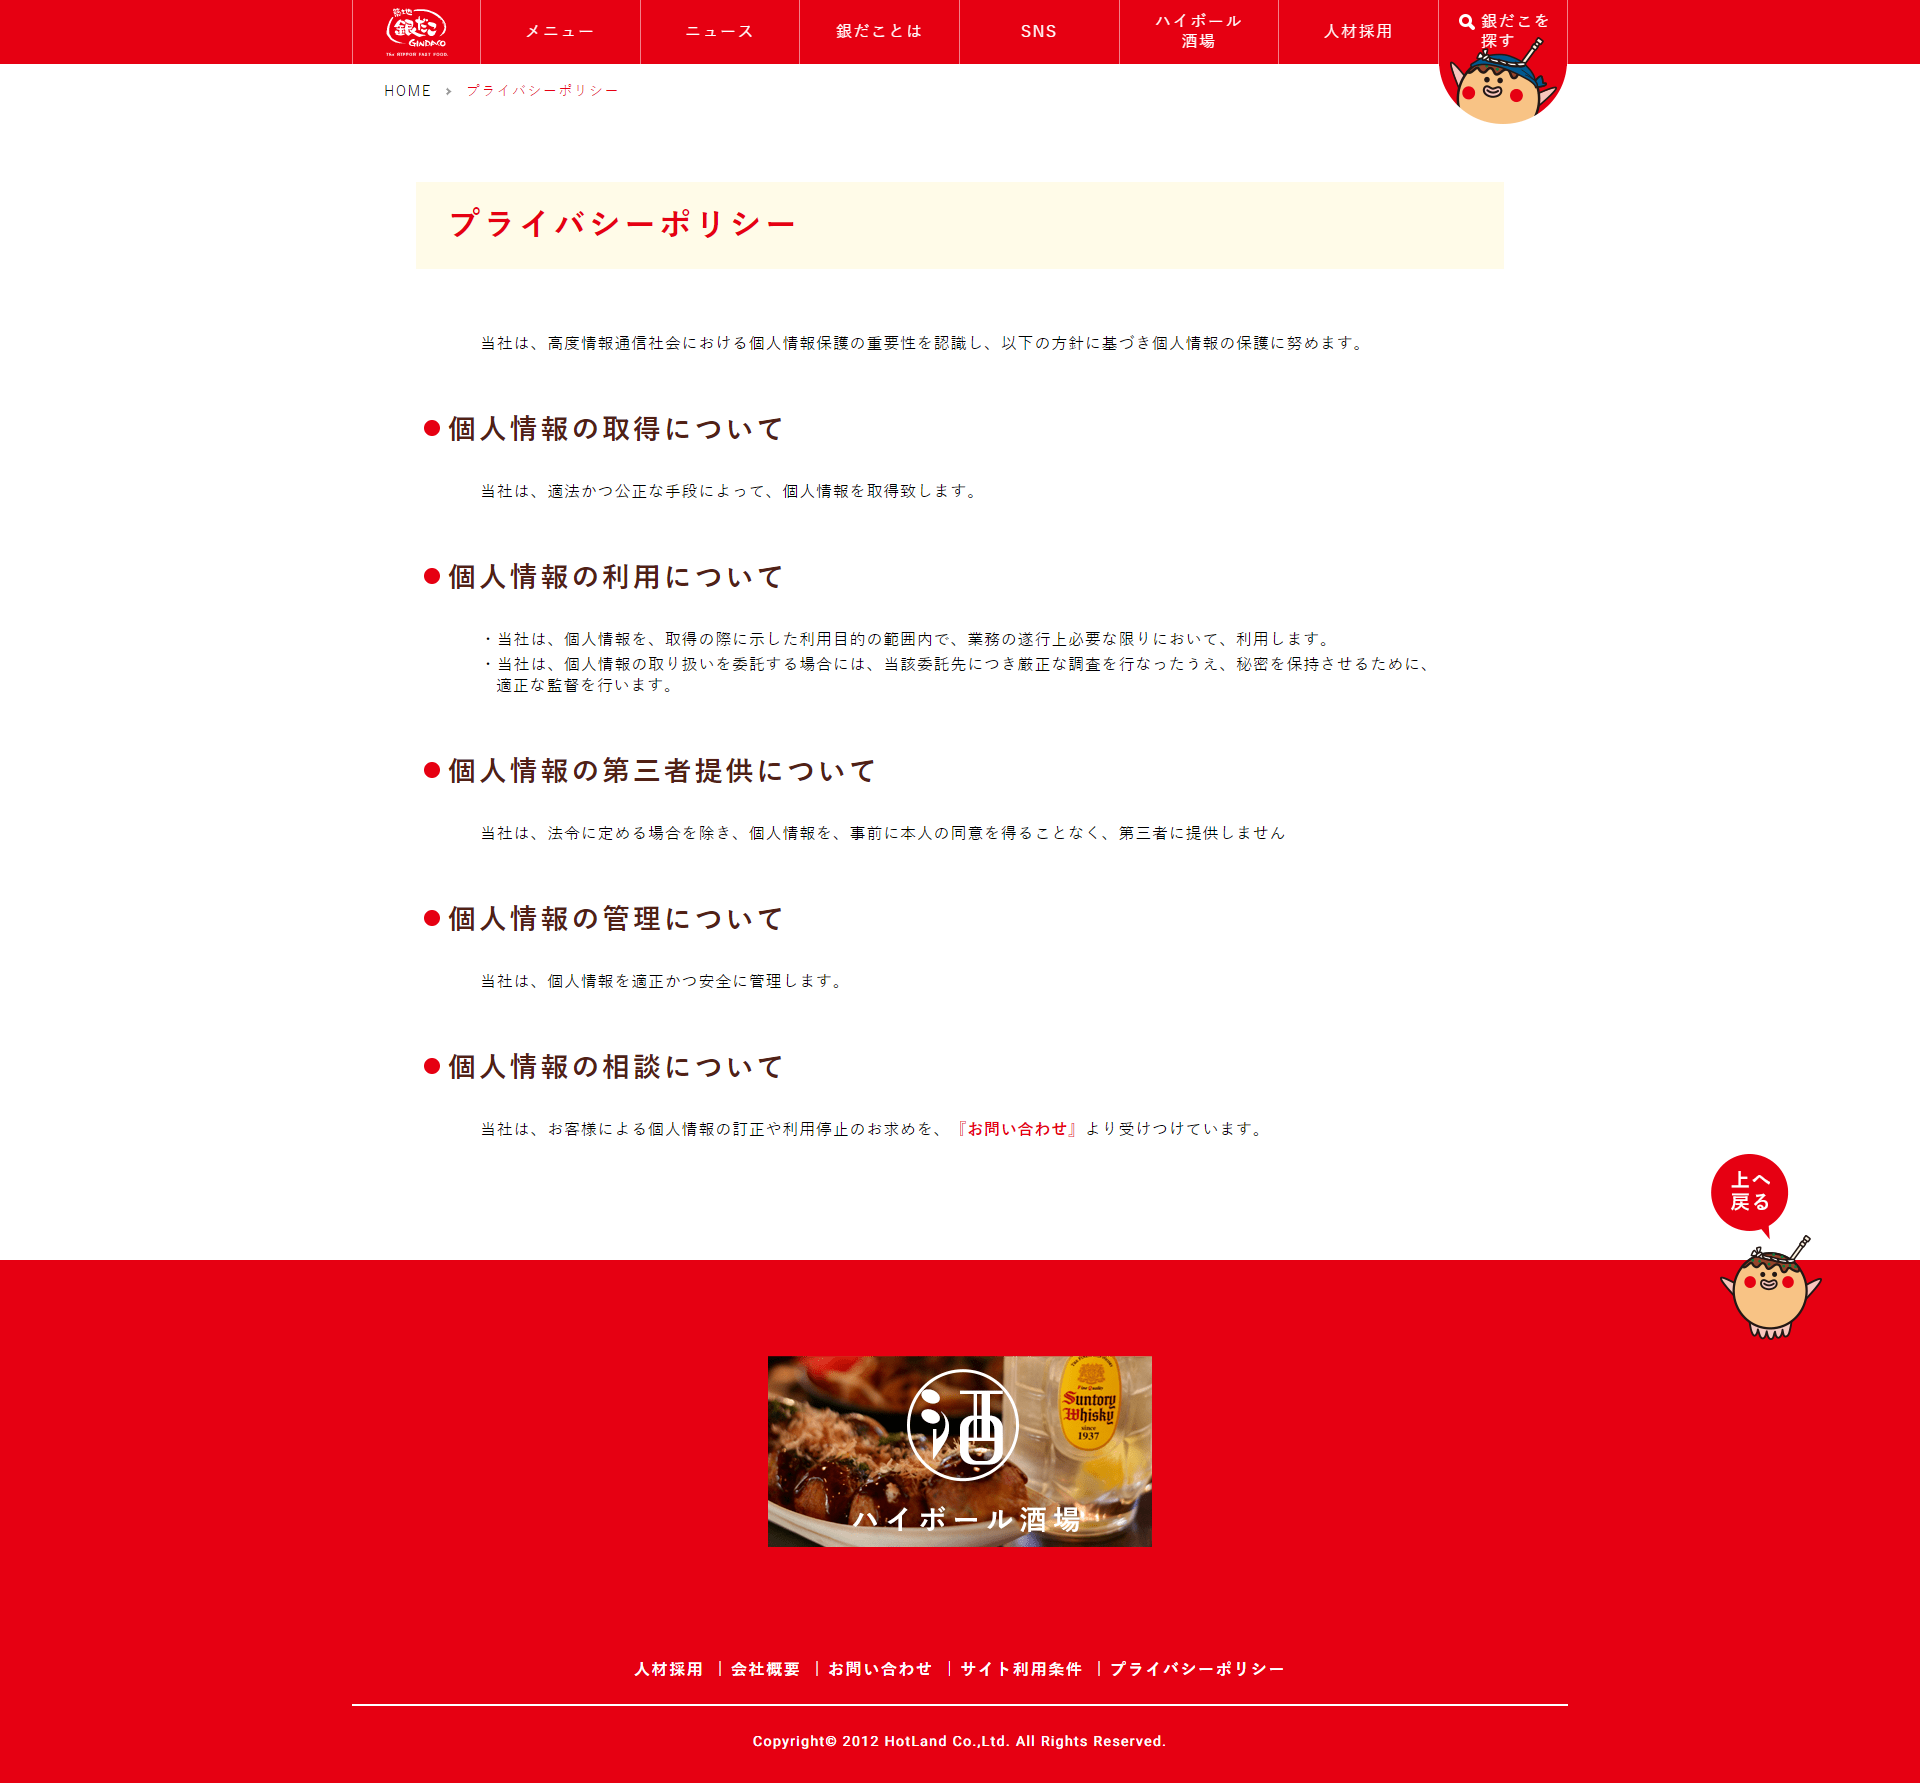 築地
銀だこ
GINDACO
The NIPPON FAST FOOD.
メニュー
ニュース
銀だことは
SNS
ハイボール
酒場
人材採用
銀だこを
探す
HOME
プライバシーポリシー
プライバシーポリシー
当社は、高度情報通信社会における個人情報保護の重要性を認識し、以下の方針に基づき個人情報の保護に努めます。
個人情報の取得について
当社は、適法かつ公正な手段によって、個人情報を取得致します。
個人情報の利用について
・当社は、個人情報を、取得の際に示した利用目的の範囲内で、業務の遂行上必要な限りにおいて、利用します。
・当社は、個人情報の取り扱いを委託する場合には、当該委託先につき厳正な調査を行なったうえ、秘密を保持させるために、
適正な監督を行います。
個人情報の第三者提供について
当社は、法令に定める場合を除き、個人情報を、事前に本人の同意を得ることなく、第三者に提供しません
個人情報の管理について
当社は、個人情報を適正かつ安全に管理します。
個人情報の相談について
当社は、お客様による個人情報の訂正や利用停止のお求めを、『お問い合わせ』より受けつけています。
上へ
戻る
酒
Fine Quality
Suntory
Whisky
since
1937
ハイボール酒場
人材採用 | 会社概要 | お問い合わせ | サイト利用条件 | プライバシーポリシー
Copyright© 2012 HotLand Co.,Ltd. All Rights Reserved.